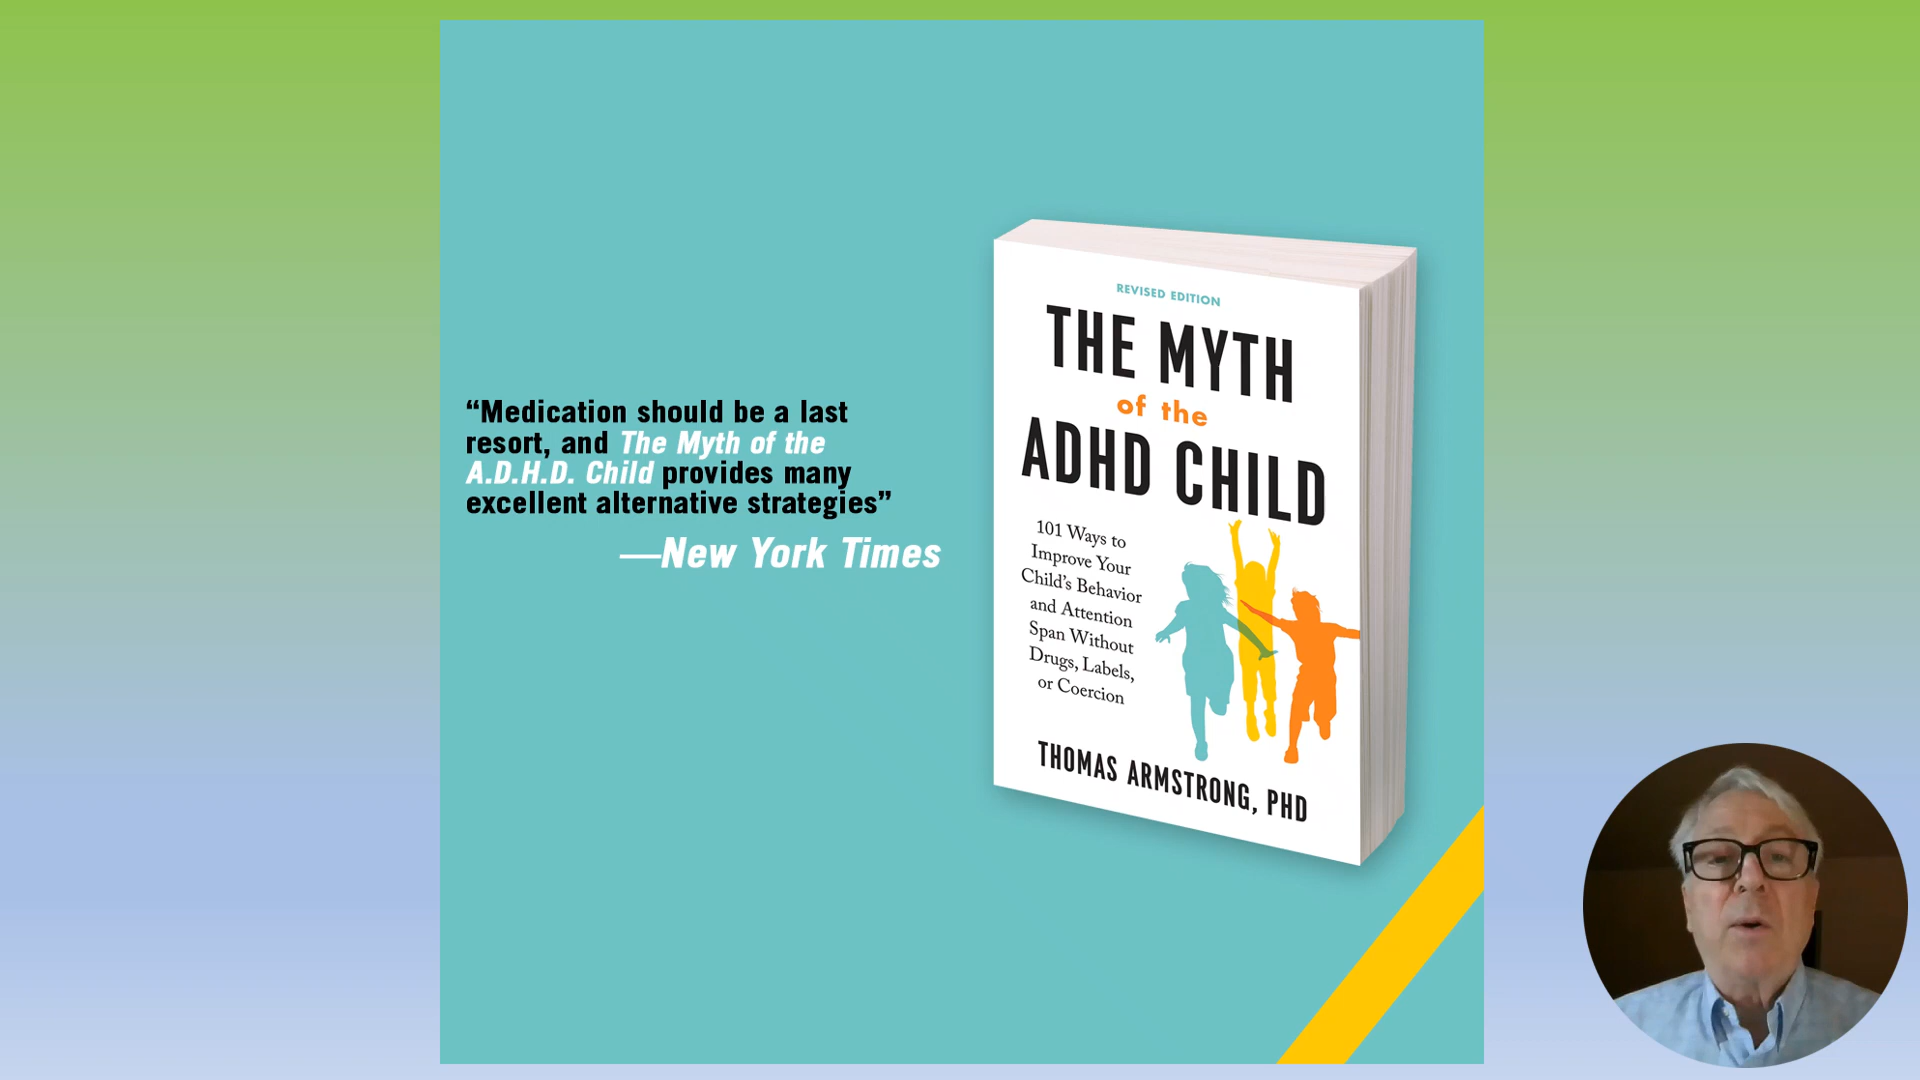 “Medication should be a last
resort, and The Myth of the
A.D.H.D. Child provides many
excellent alternative strategies”
—New York Times
REVISED EDITION
THE MYTH
of the
ADHD CHILD
101 Ways to
Improve Your
Child’s Behavior
and Attention
Span Without
Drugs, Labels,
or Coercion
THOMAS ARMSTRONG, PHD